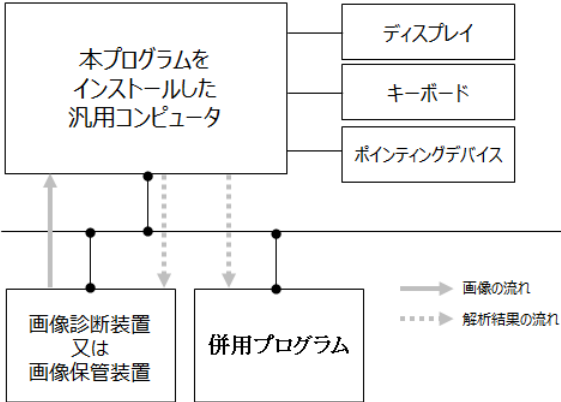 本プログラムを
インストールした
汎用コンピュータ
ディスプレイ
キーボード
ポインティングデバイス
画像診断装置
又は
画像保管装置
併用プログラム
画像の流れ
解析結果の流れ